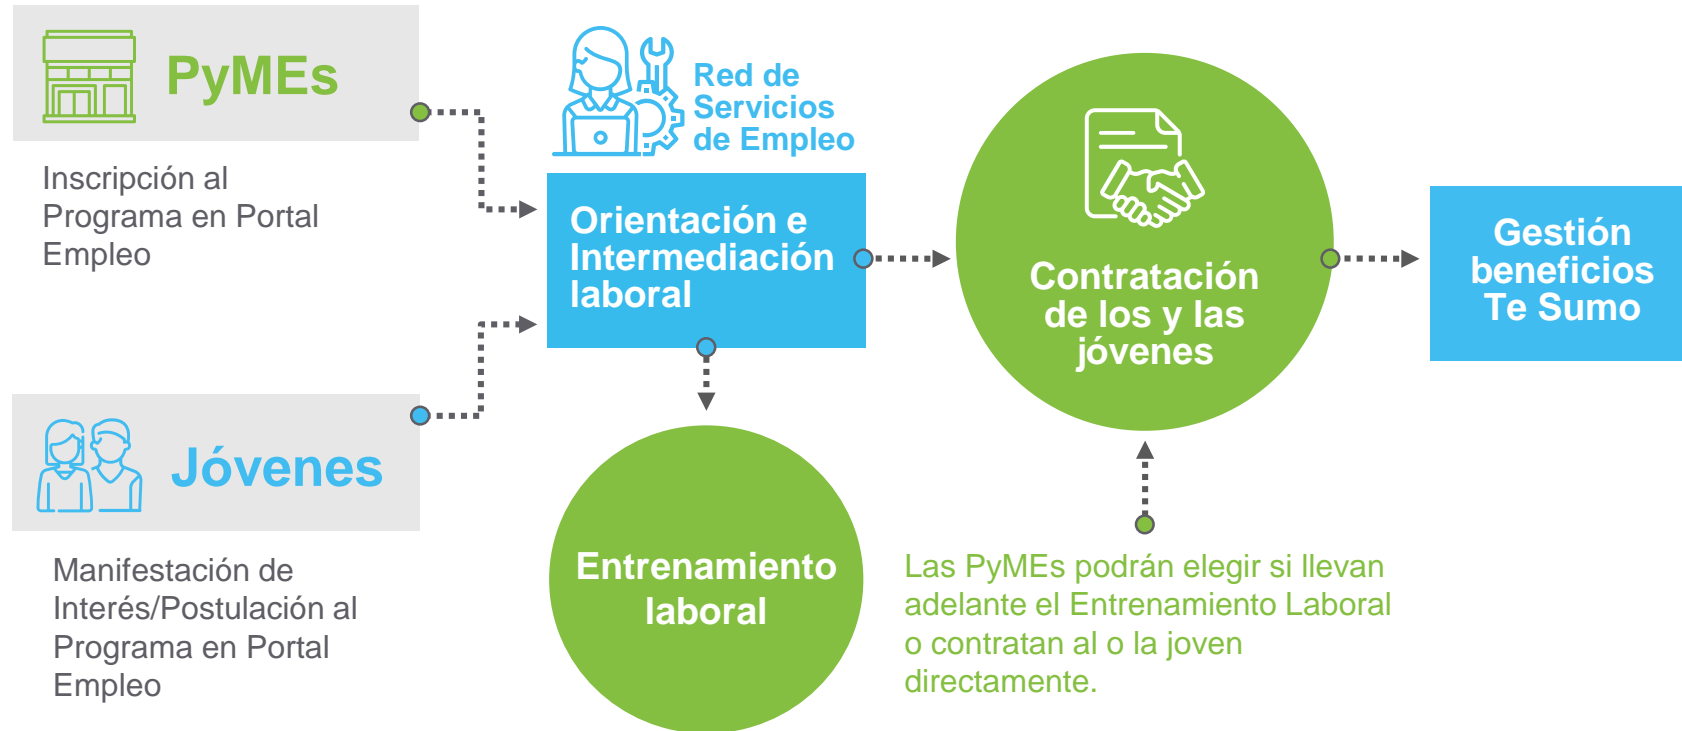 PyMEs
Inscripción al
Programa en Portal
Empleo
Jóvenes
Manifestación de
Interés/Postulación al
Programa en Portal
Empleo
Red de
Servicios
de Empleo
Orientación e
Intermediación
laboral
Entrenamiento
laboral
Contratación
de los y las
jóvenes
Las PyMEs podrán elegir si llevan
adelante el Entrenamiento Laboral
o contratan al o la joven
directamente.
Gestión
beneficios
Te Sumo